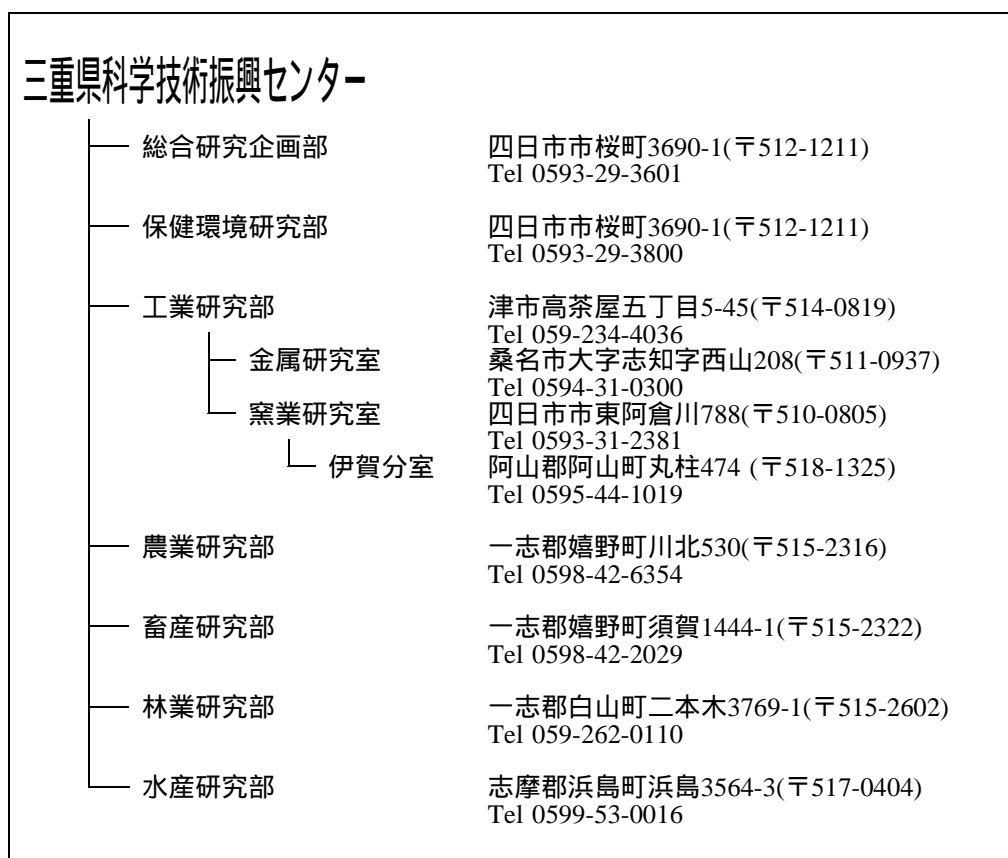 三重県科学技術振興センター
総合研究企画部 四日市市桜町3690-1(〒512-1211)
Tel 0593-29-3601
保健環境研究部 四日市市桜町3690-1(〒512-1211)
Tel 0593-29-3800
工業研究部 津市高茶屋五丁目5-45(〒514-0819)
Tel 059-234-4036
金属研究室 桑名市大字志知字西山208(〒511-0937)
Tel 0594-31-0300
窯業研究室 四日市市東阿倉川788(〒510-0805)
Tel 0593-31-2381
伊賀分室 阿山郡阿山町丸柱474 (〒518-1325)
Tel 0595-44-1019
農業研究部 一志郡嬉野町川北530(〒515-2316)
Tel 0598-42-6354
畜産研究部 一志郡嬉野町須賀1444-1(〒515-2322)
Tel 0598-42-2029
林業研究部 一志郡白山町二本木3769-1(〒515-2602)
Tel 059-262-0110
水産研究部 志摩郡浜島町浜島3564-3(〒517-0404)
Tel 0599-53-0016